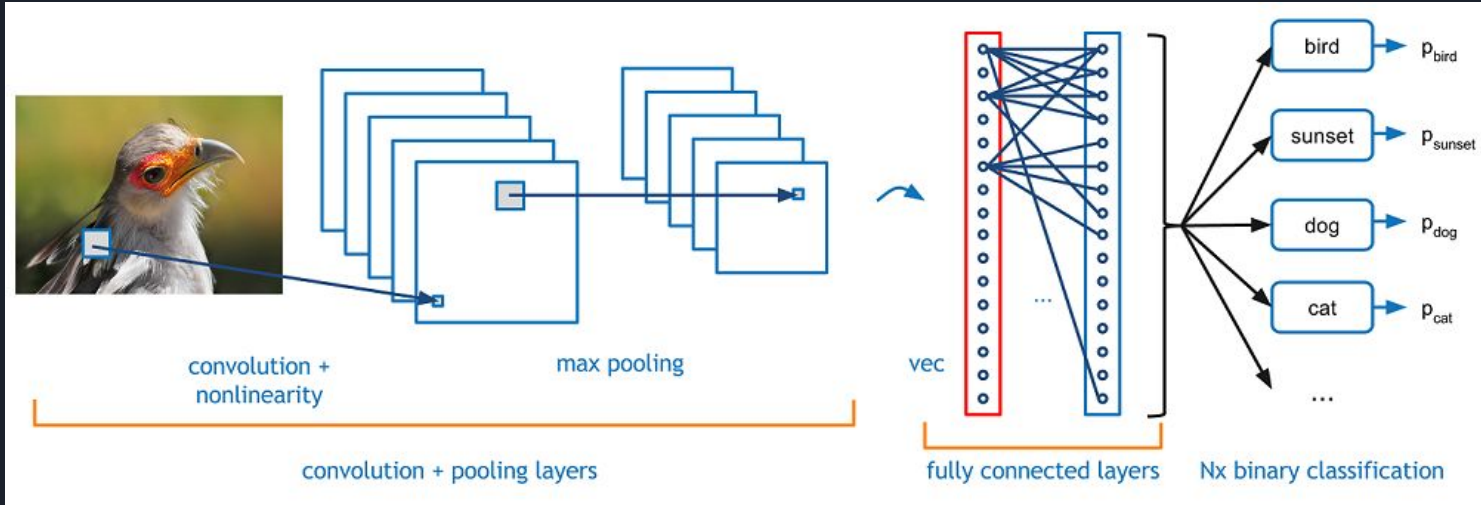 bird
p_bird
sunset
p_sunset
dog
p_dog
cat
p_cat
...
...
convolution +
nonlinearity
max pooling
vec
convolution + pooling layers
fully connected layers
Nx binary classification